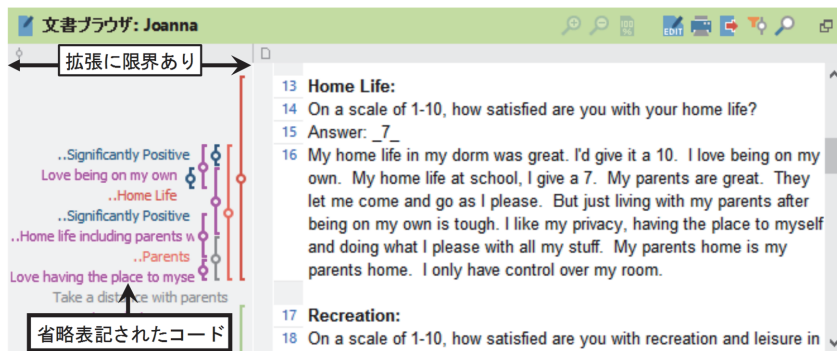 文書ブラウザ: Joanna
拡張に限界あり
..Significantly Positive
Love being on my own
..Home Life
..Significantly Positive
..Home life including parents w
..Parents
Love having the place to myse
Take a distance with parents
省略表記されたコード
EDIT
13 Home Life:
14 On a scale of 1-10, how satisfied are you with your home life?
15 Answer: _7_
16 My home life in my dorm was great. I'd give it a 10. I love being on my
own. My home life at school, I give a 7. My parents are great. They
let me come and go as I please. But just living with my parents after
being on my own is tough. I like my privacy, having the place to myself
and doing what I please with all my stuff. My parents home is my
parents home. I only have control over my room.
17 Recreation:
18 On a scale of 1-10, how satisfied are you with recreation and leisure in